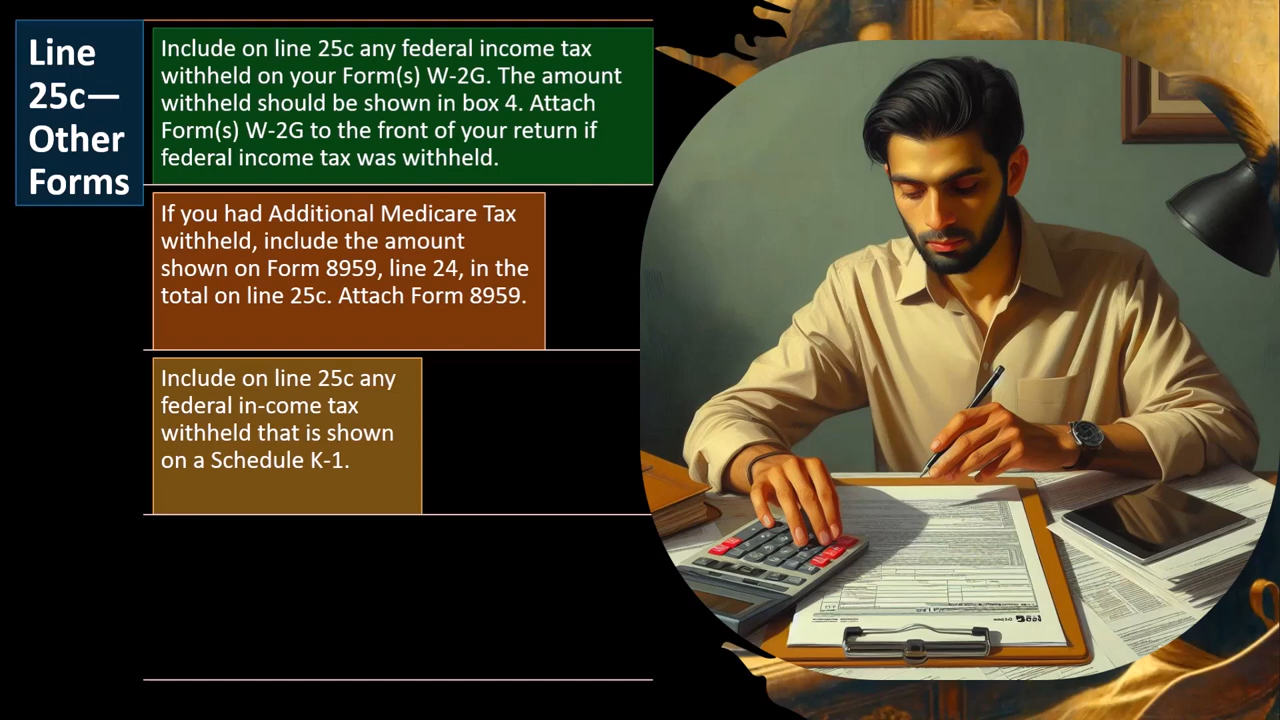 Line
25c—
Other
Forms
Include on line 25c any federal income tax
withheld on your Form(s) W-2G. The amount
withheld should be shown in box 4. Attach
Form(s) W-2G to the front of your return if
federal income tax was withheld.
If you had Additional Medicare Tax
withheld, include the amount
shown on Form 8959, line 24, in the
total on line 25c. Attach Form 8959.
Include on line 25c any
federal in-come tax
withheld that is shown
on a Schedule K-1.